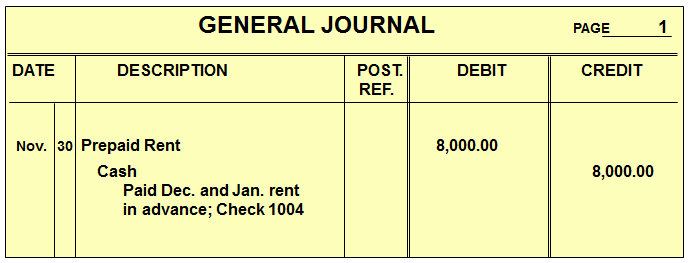 GENERAL JOURNAL PAGE 1
DATE DESCRIPTION POST. DEBIT CREDIT
REF.
Nov. 30 Prepaid Rent 8,000.00
Cash 8,000.00
Paid Dec. and Jan. rent
in advance; Check 1004